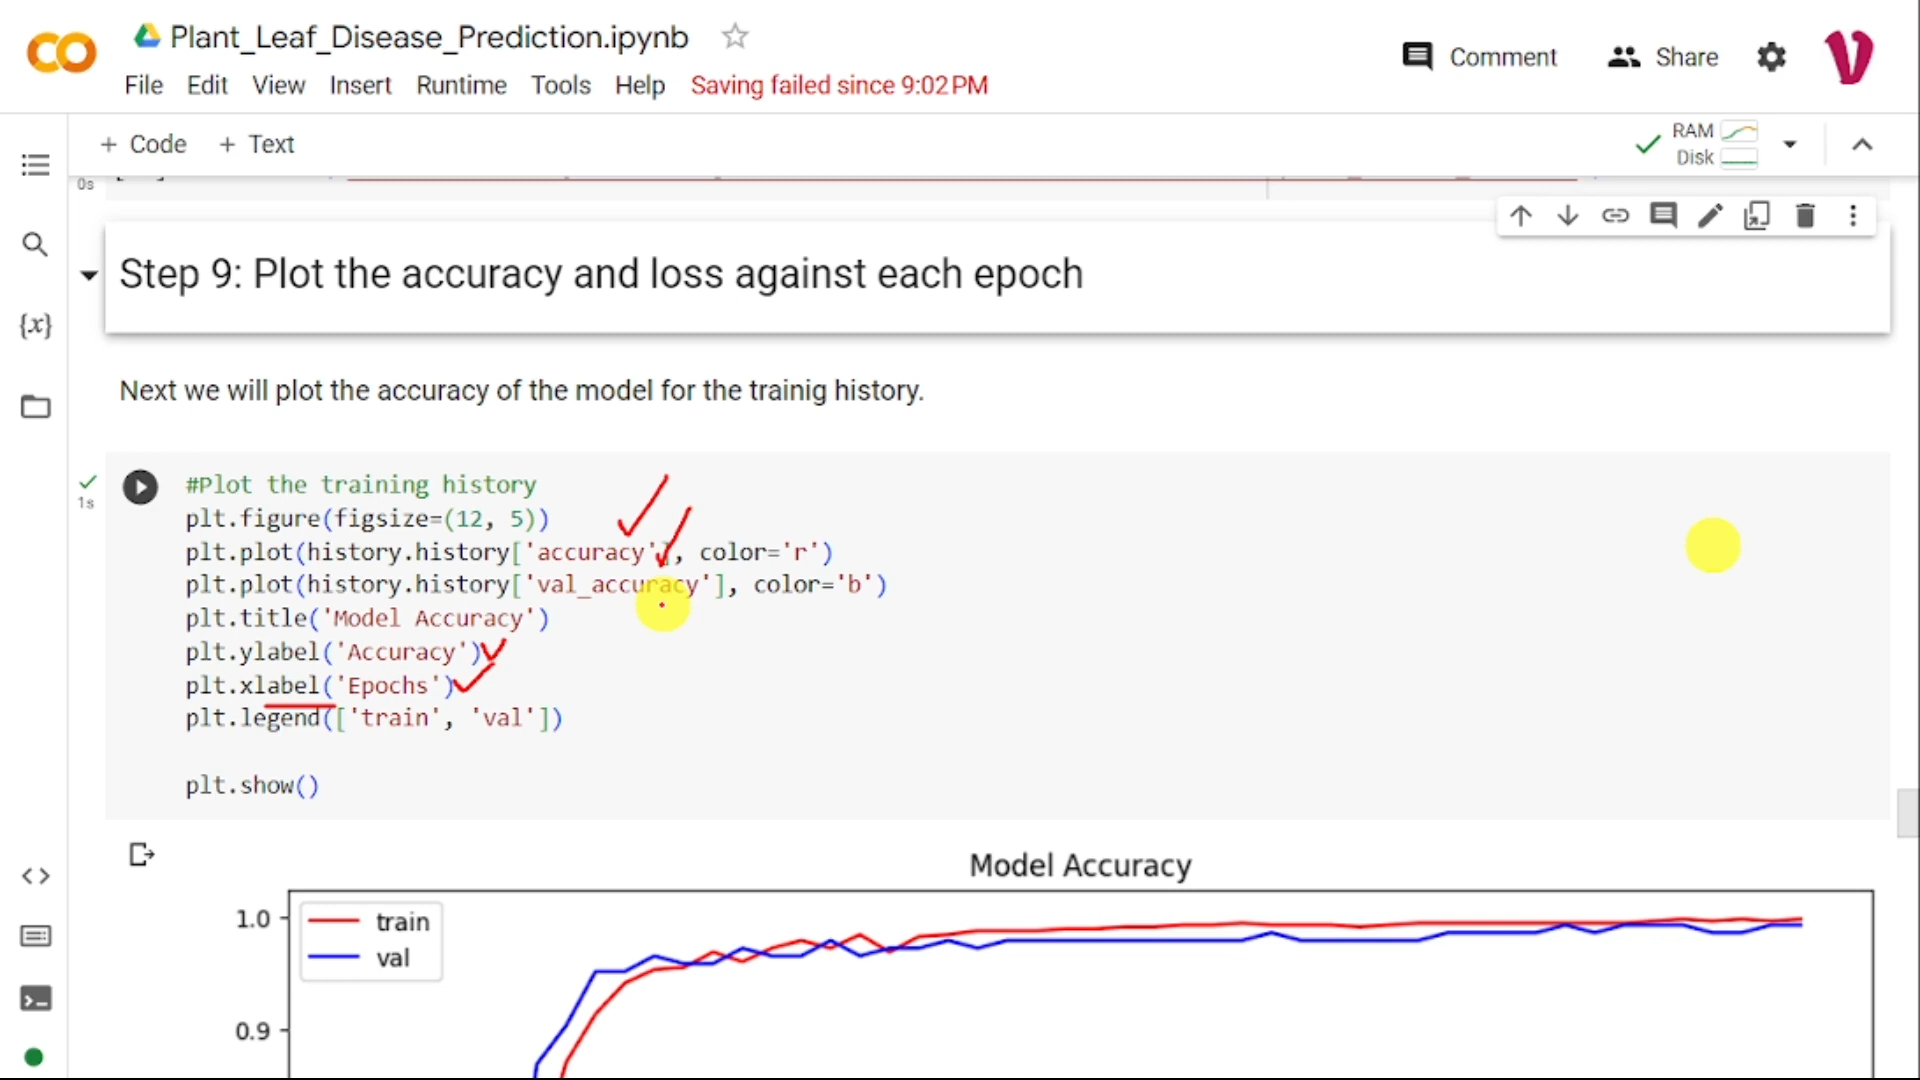 Plant_Leaf_Disease_Prediction.ipynb
Comment
Share
File Edit View Insert Runtime Tools Help Saving failed since 9:02 PM
+ Code + Text
RAM
Disk
0s
Step 9: Plot the accuracy and loss against each epoch
{x}
Next we will plot the accuracy of the model for the trainig history.
1s
#Plot the training history
plt.figure(figsize=(12, 5))
plt.plot(history.history['accuracy'], color='r')
plt.plot(history.history['val_accuracy'], color='b')
plt.title('Model Accuracy')
plt.ylabel('Accuracy')
plt.xlabel('Epochs')
plt.legend(['train', 'val'])
plt.show()
Model Accuracy
1.0
train
val
0.9